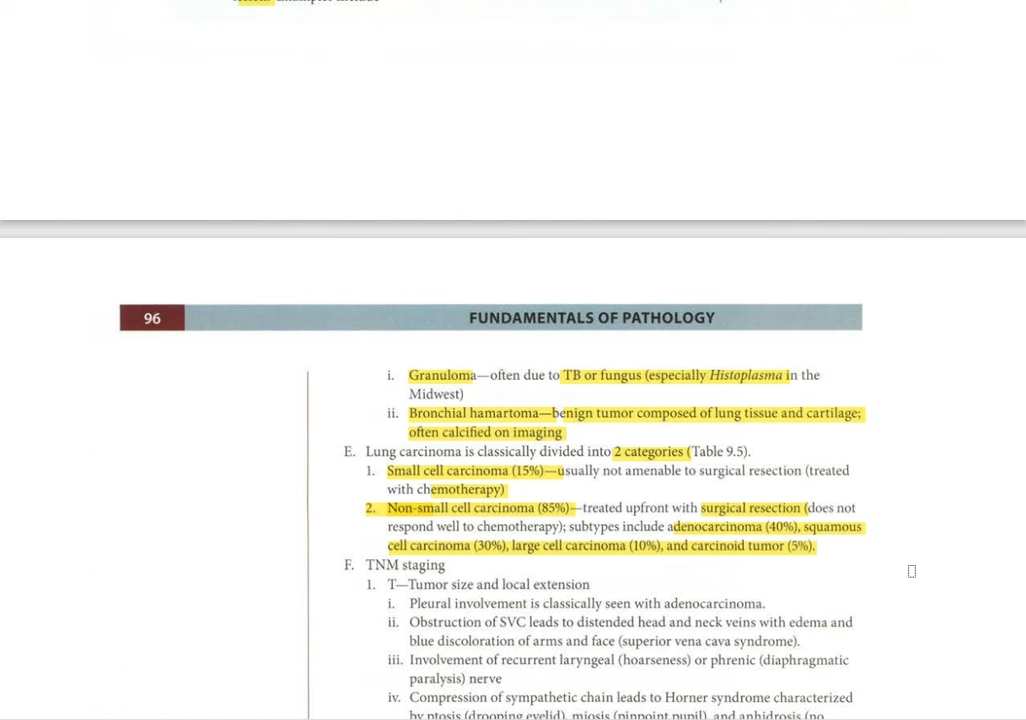 96
FUNDAMENTALS OF PATHOLOGY
i. Granuloma—often due to TB or fungus (especially Histoplasma in the
Midwest)
ii. Bronchial hamartoma—benign tumor composed of lung tissue and cartilage;
often calcified on imaging
E. Lung carcinoma is classically divided into 2 categories (Table 9.5).
1. Small cell carcinoma (15%)—usually not amenable to surgical resection (treated
with chemotherapy)
2. Non-small cell carcinoma (85%)—treated upfront with surgical resection (does not
respond well to chemotherapy); subtypes include adenocarcinoma (40%), squamous
cell carcinoma (30%), large cell carcinoma (10%), and carcinoid tumor (5%).
F. TNM staging
1. T—Tumor size and local extension
i. Pleural involvement is classically seen with adenocarcinoma.
ii. Obstruction of SVC leads to distended head and neck veins with edema and
blue discoloration of arms and face (superior vena cava syndrome).
iii. Involvement of recurrent laryngeal (hoarseness) or phrenic (diaphragmatic
paralysis) nerve
iv. Compression of sympathetic chain leads to Horner syndrome characterized
by ptosis (drooping eyelid), miosis (pinpoint pupil), and anhidrosis (no